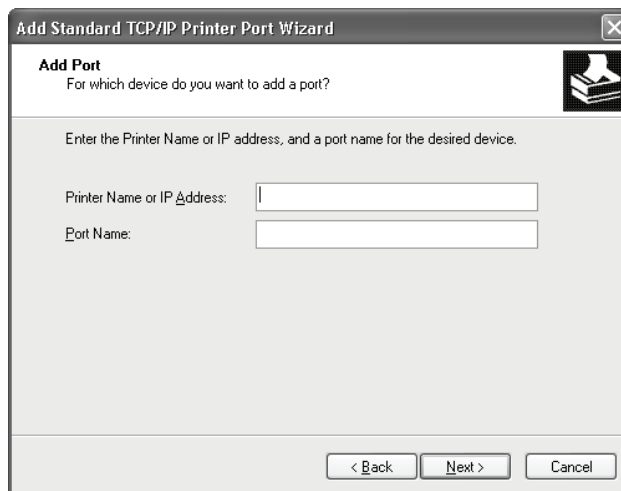 Add Standard TCP/IP Printer Port Wizard
Add Port
For which device do you want to add a port?
Enter the Printer Name or IP address, and a port name for the desired device.
Printer Name or IP Address:
Port Name:
< Back Next > Cancel